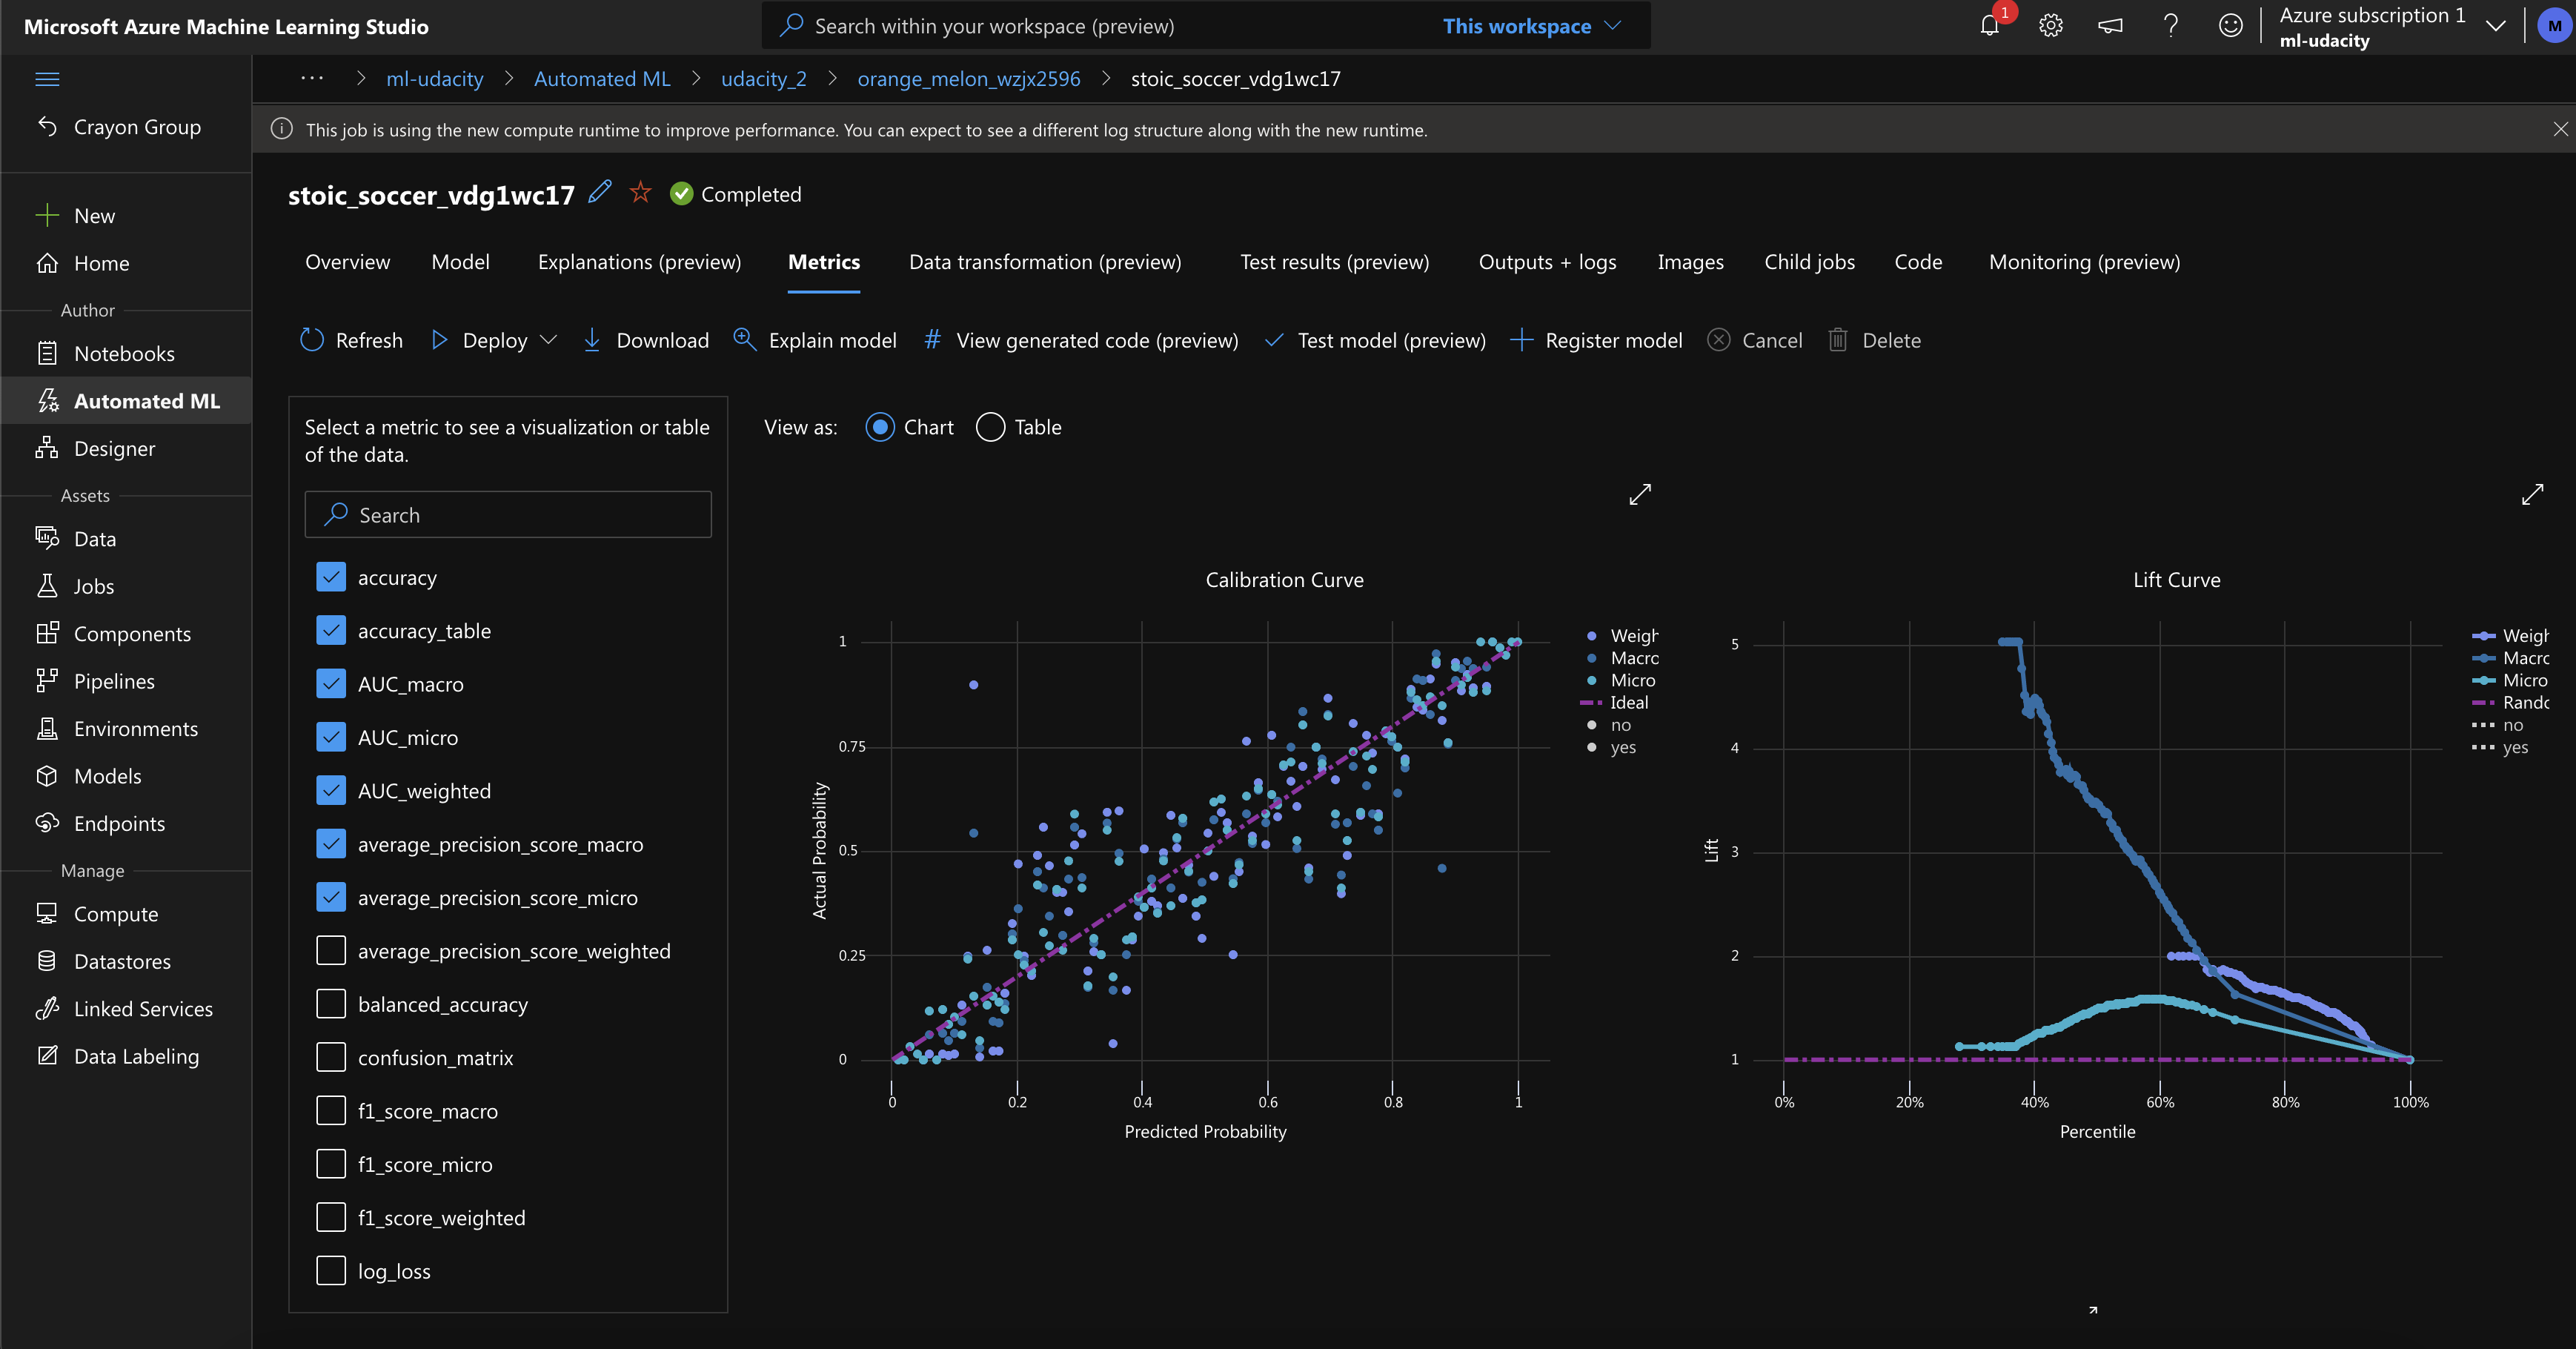 Microsoft Azure Machine Learning Studio
Search within your workspace (preview)
This workspace
1
Azure subscription 1
ml-udacity
M
Crayon Group
New
Home
Author
Notebooks
Automated ML
Designer
Assets
Data
Jobs
Components
Pipelines
Environments
Models
Endpoints
Manage
Compute
Datastores
Linked Services
Data Labeling
··· > ml-udacity > Automated ML > udacity_2 > orange_melon_wzjx2596 > stoic_soccer_vdg1wc17
This job is using the new compute runtime to improve performance. You can expect to see a different log structure along with the new runtime.
stoic_soccer_vdg1wc17
Completed
Overview Model Explanations (preview) Metrics Data transformation (preview) Test results (preview) Outputs + logs Images Child jobs Code Monitoring (preview)
Refresh Deploy Download Explain model # View generated code (preview) Test model (preview) Register model Cancel Delete
Select a metric to see a visualization or table
of the data.
Search
accuracy
accuracy_table
AUC_macro
AUC_micro
AUC_weighted
average_precision_score_macro
average_precision_score_micro
average_precision_score_weighted
balanced_accuracy
confusion_matrix
f1_score_macro
f1_score_micro
f1_score_weighted
log_loss
View as: Chart Table
Calibration Curve
1
0.75
0.5
0.25
0
Actual Probability
0 0.2 0.4 0.6 0.8 1
Predicted Probability
Weigh
Macro
Micro
Ideal
no
yes
Lift Curve
5
4
3
2
1
Lift
0% 20% 40% 60% 80% 100%
Percentile
Weigh
Macro
Micro
Rando
no
yes